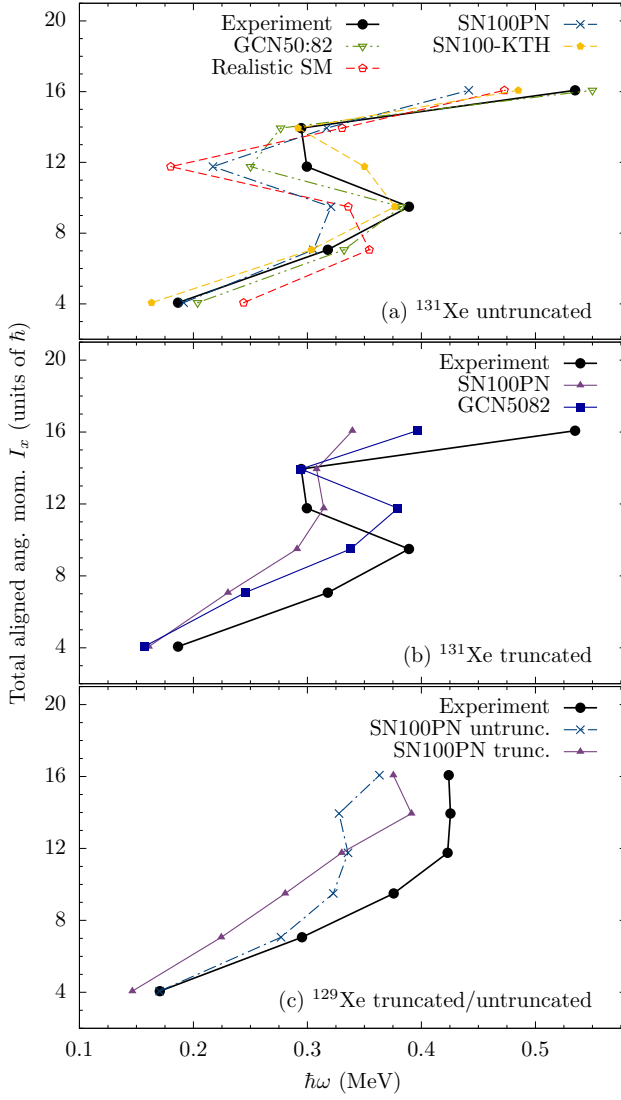 Experiment
GCN50:82
Realistic SM
SN100PN
SN100-KTH
20
16
12
8
4
(a) ¹³¹Xe untruncated
Experiment
SN100PN
GCN5082
20
16
12
8
4
(b) ¹³¹Xe truncated
Experiment
SN100PN untrunc.
SN100PN trunc.
20
16
12
8
4
(c) ¹²⁹Xe truncated/untruncated
0.1 0.2 0.3 0.4 0.5
ℏω (MeV)
Total aligned ang. mom. Iₓ (units of ℏ)